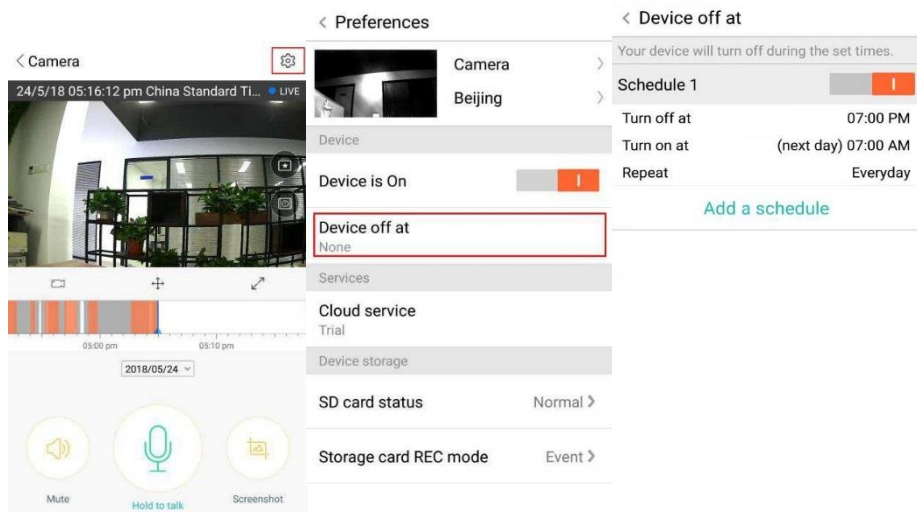 Camera
24/5/18 05:16:12 pm China Standard Ti... LIVE
05:00 pm 05:10 pm
2018/05/24
Mute
Hold to talk
Screenshot
Preferences
Camera
Beijing
Device
Device is On
Device off at
None
Services
Cloud service
Trial
Device storage
SD card status Normal
Storage card REC mode Event
Device off at
Your device will turn off during the set times.
Schedule 1
Turn off at 07:00 PM
Turn on at (next day) 07:00 AM
Repeat Everyday
Add a schedule